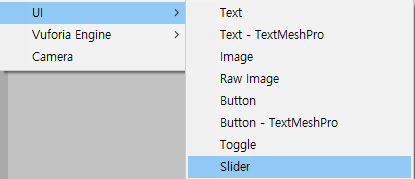 UI
Vuforia Engine
Camera
Text
Text - TextMeshPro
Image
Raw Image
Button
Button - TextMeshPro
Toggle
Slider